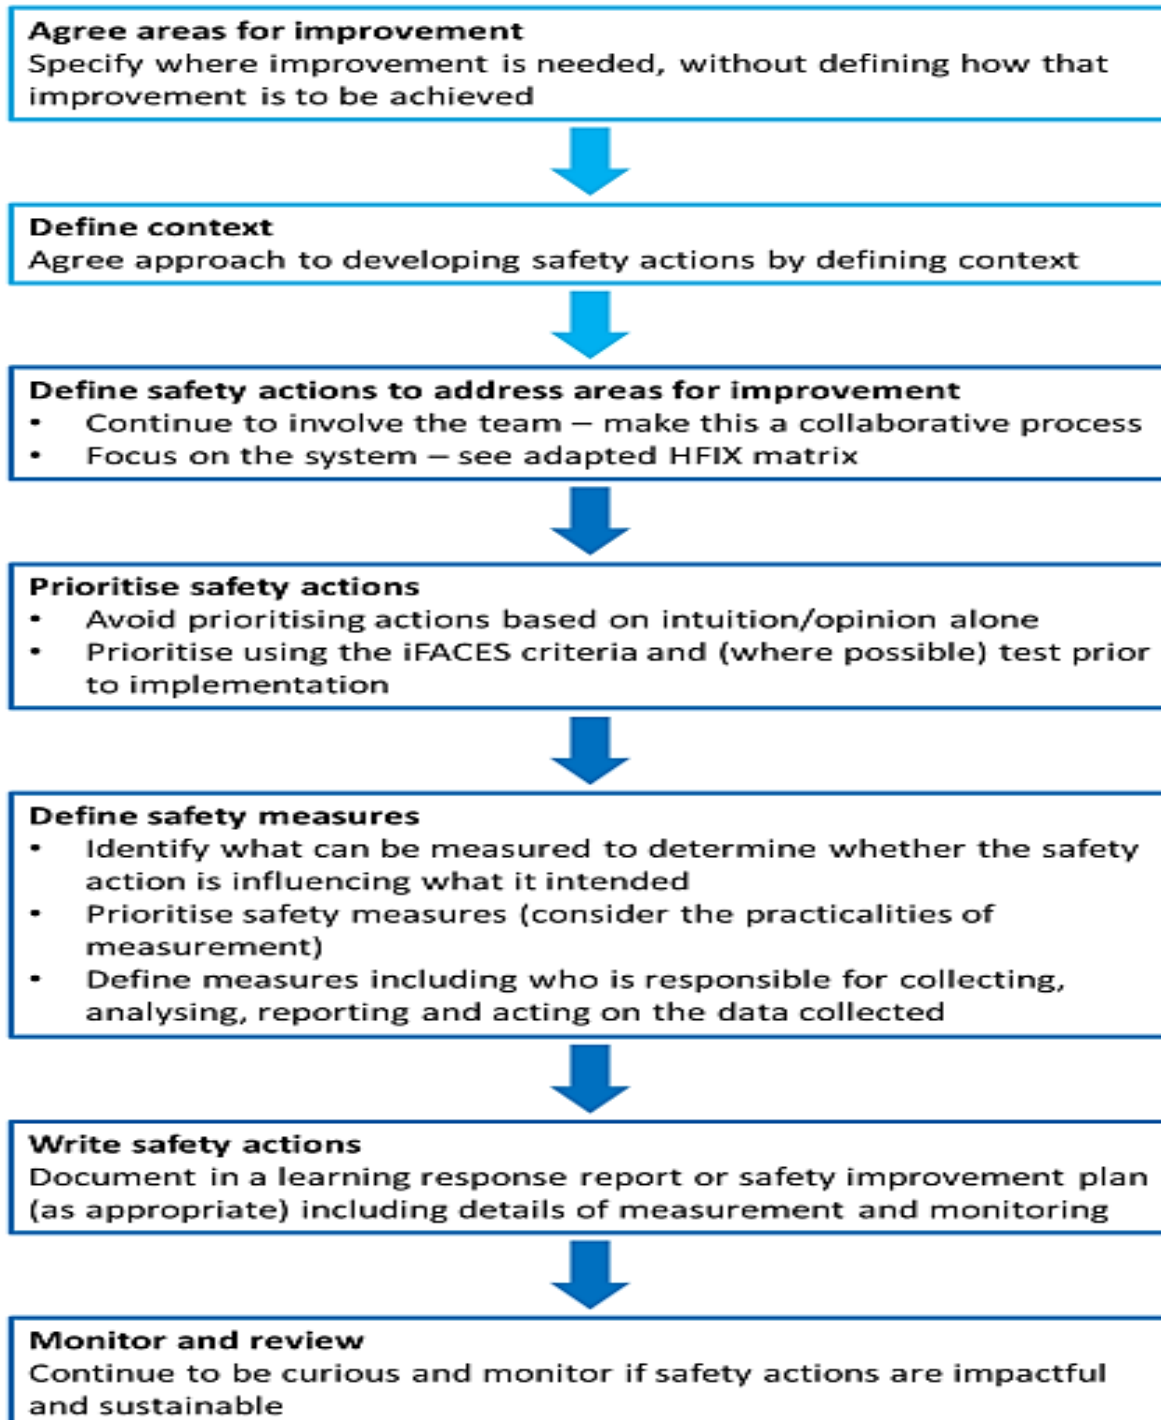 Agree areas for improvement
Specify where improvement is needed, without defining how that
improvement is to be achieved
Define context
Agree approach to developing safety actions by defining context
Define safety actions to address areas for improvement
• Continue to involve the team – make this a collaborative process
• Focus on the system – see adapted HFIX matrix
Prioritise safety actions
• Avoid prioritising actions based on intuition/opinion alone
• Prioritise using the iFACES criteria and (where possible) test prior
to implementation
Define safety measures
• Identify what can be measured to determine whether the safety
action is influencing what it intended
• Prioritise safety measures (consider the practicalities of
measurement)
• Define measures including who is responsible for collecting,
analysing, reporting and acting on the data collected
Write safety actions
Document in a learning response report or safety improvement plan
(as appropriate) including details of measurement and monitoring
Monitor and review
Continue to be curious and monitor if safety actions are impactful
and sustainable